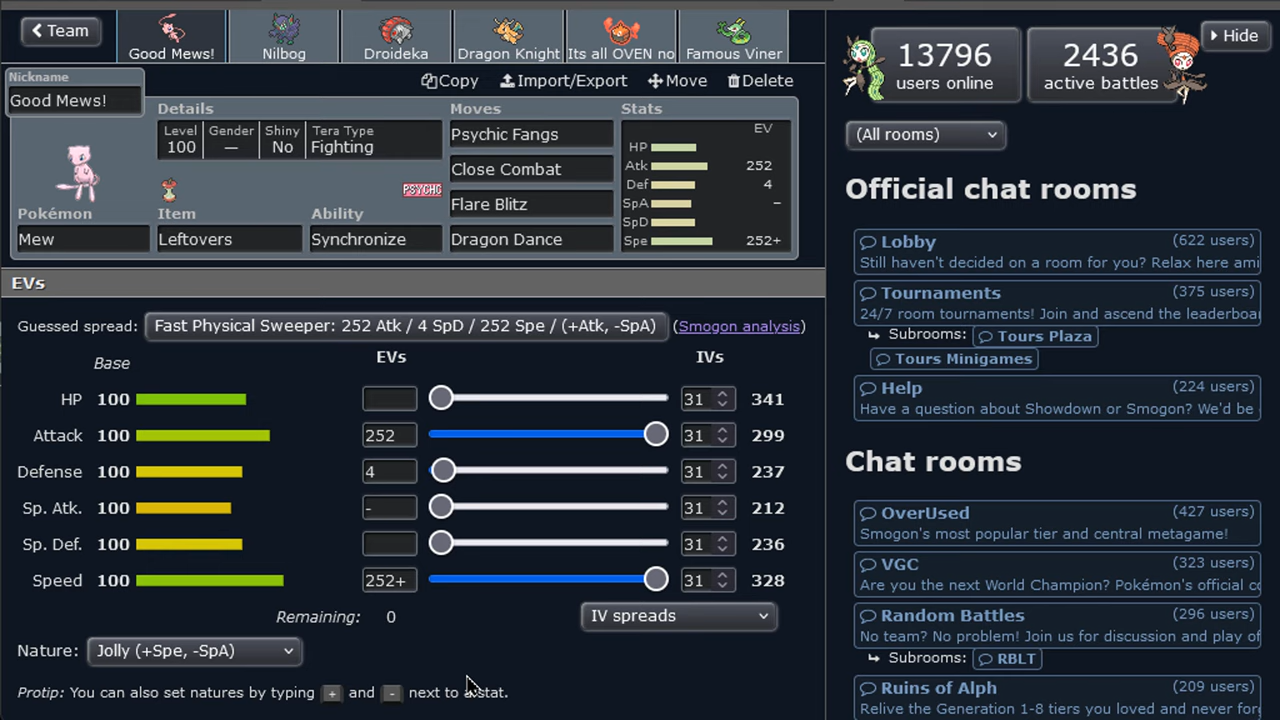 Team
Good Mews!
Nilbog
Droideka
Dragon Knight
Its all OVEN no
Famous Viner
Nickname
Good Mews!
Copy
Import/Export
Move
Delete
Details
Level
100
Gender
—
Shiny
No
Tera Type
Fighting
PSYCHC
Pokémon
Mew
Item
Leftovers
Ability
Synchronize
Moves
Psychic Fangs
Close Combat
Flare Blitz
Dragon Dance
Stats
EV
HP
Atk 252
Def 4
SpA –
SpD
Spe 252+
EVs
Guessed spread: Fast Physical Sweeper: 252 Atk / 4 SpD / 252 Spe / (+Atk, -SpA) (Smogon analysis)
Base EVs IVs
HP 100 31 341
Attack 100 252 31 299
Defense 100 4 31 237
Sp. Atk. 100 - 31 212
Sp. Def. 100 31 236
Speed 100 252+ 31 328
Remaining: 0
IV spreads
Nature: Jolly (+Spe, -SpA)
Protip: You can also set natures by typing + and - next to a stat.
13796
users online
2436
active battles
Hide
(All rooms)
Official chat rooms
Lobby (622 users)
Still haven't decided on a room for you? Relax here ami
Tournaments (375 users)
24/7 room tournaments! Join and ascend the leaderboa
Subrooms: Tours Plaza
Tours Minigames
Help (224 users)
Have a question about Showdown or Smogon? We'd be
Chat rooms
OverUsed (427 users)
Smogon's most popular tier and central metagame!
VGC (323 users)
Are you the next World Champion? Pokémon's official c
Random Battles (296 users)
No team? No problem! Join us for discussion and play of
Subrooms: RBLT
Ruins of Alph (209 users)
Relive the Generation 1-8 tiers you loved and never for